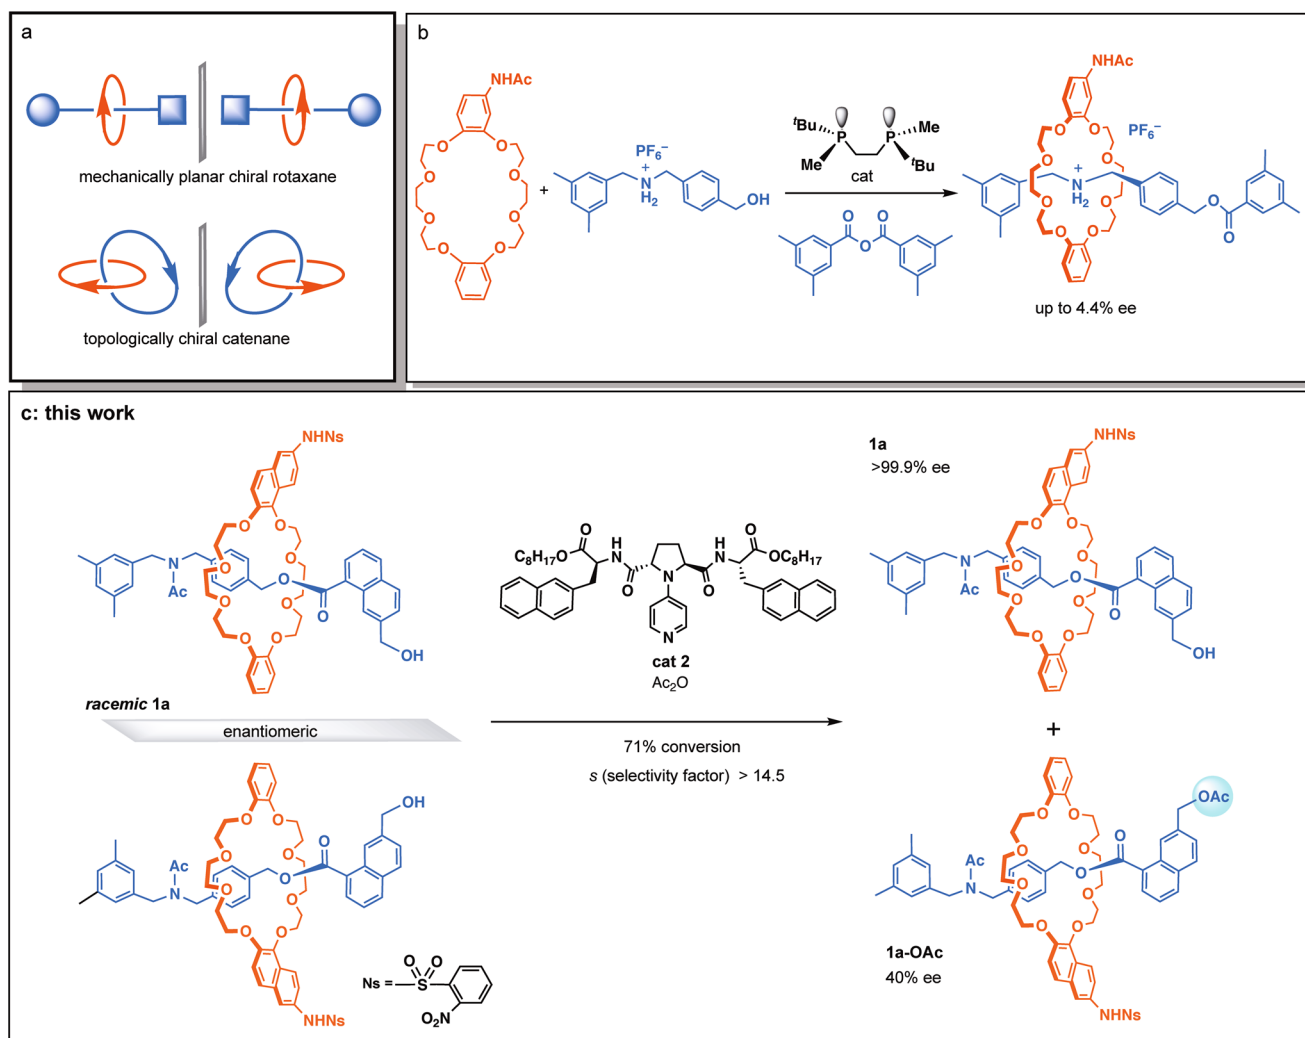 a
mechanically planar chiral rotaxane
topologically chiral catenane
b
NHAc
O
O
O
O
O
O
O
O
+
PF6−
+
N
H2
OH
tBu
P
P
Me
Me
tBu
cat
O
O
O
up to 4.4% ee
NHAc
PF6−
O
O
O
O
O
O
O
O
+
N
H2
O
O
c: this work
NHNs
O
O
O
O
O
O
O
O
N
Ac
O
O
OH
racemic 1a
enantiomeric
OH
O
O
O
O
O
O
O
O
Ac
N
O
O
NHNs
Ns =
O O
S
O2N
O
C8H17O
H
N
O
N
O
H
N
O
OC8H17
N
cat 2
Ac2O
71% conversion
s (selectivity factor) > 14.5
1a
>99.9% ee
NHNs
O
O
O
O
O
O
O
O
N
Ac
O
O
OH
+
OAc
O
O
O
O
O
O
O
O
Ac
N
O
O
1a-OAc
40% ee
NHNs